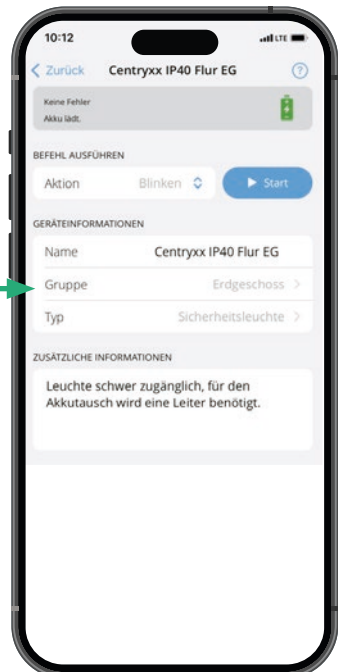 10:12
LTE
Zurück Centryxx IP40 Flur EG ?
Keine Fehler
Akku lädt.
BEFEHL AUSFÜHREN
Aktion Blinken Start
GERÄTEINFORMATIONEN
Name Centryxx IP40 Flur EG
Gruppe Erdgeschoss
Typ Sicherheitsleuchte
ZUSÄTZLICHE INFORMATIONEN
Leuchte schwer zugänglich, für den
Akkutausch wird eine Leiter benötigt.